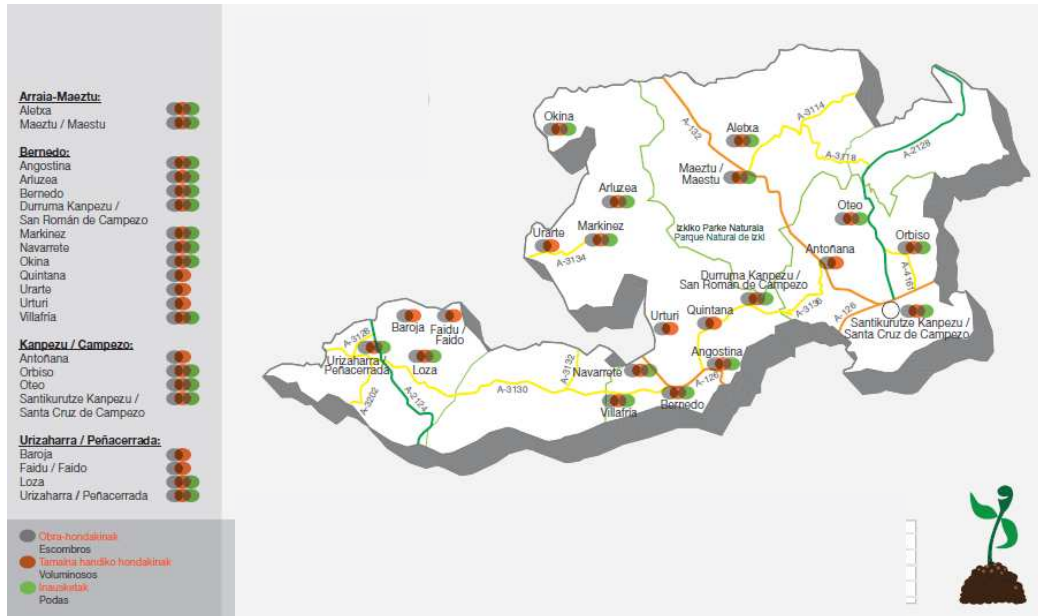 Arraia-Maeztu:
Aletxa
Maeztu / Maestu
Bernedo:
Angostina
Arluzea
Bernedo
Durruma Kanpezu /
San Román de Campezo
Markinez
Navarrete
Okina
Quintana
Urarte
Urturi
Villafria
Kanpezu / Campezo:
Antoñana
Orbiso
Oteo
Santikurutze Kanpezu /
Santa Cruz de Campezo
Urizaharra / Peñacerrada:
Baroja
Faidu / Faido
Loza
Urizaharra / Peñacerrada
Obra-hondakinak
Escombros
Tamaina handiko hondakinak
Voluminosos
Inausketak
Podas
Okina
A-132
Aletxa
A-3114
A-3118
A-2128
Maeztu /
Maestu
Arluzea
Oteo
Urarte
Markinez
A-3134
Izkiko Parke Naturala
Parque Natural de Izki
Antoñana
Orbiso
A-4161
Durruma Kanpezu /
San Román de Campezo
A-3136
A-126
Santikurutze Kanpezu /
Santa Cruz de Campezo
Urturi
Quintana
Baroja
Faidu /
Faido
A-3126
Urizaharra /
Peñacerrada
Loza
A-3202
A-2124
A-3130
A-3132
Navarrete
Angostina
A-126
Villafria
Bernedo